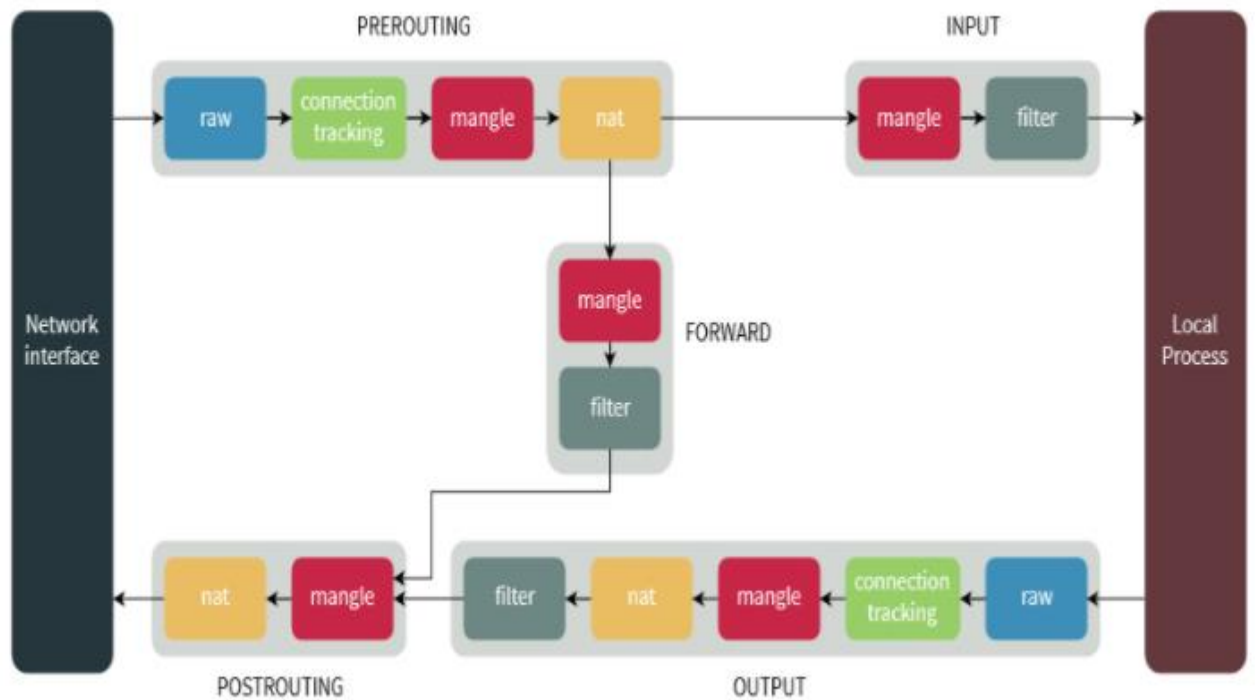 PREROUTING
INPUT
raw
connection
tracking
mangle
nat
mangle
filter
Network
interface
mangle
filter
FORWARD
Local
Process
nat
mangle
filter
nat
mangle
connection
tracking
raw
POSTROUTING
OUTPUT